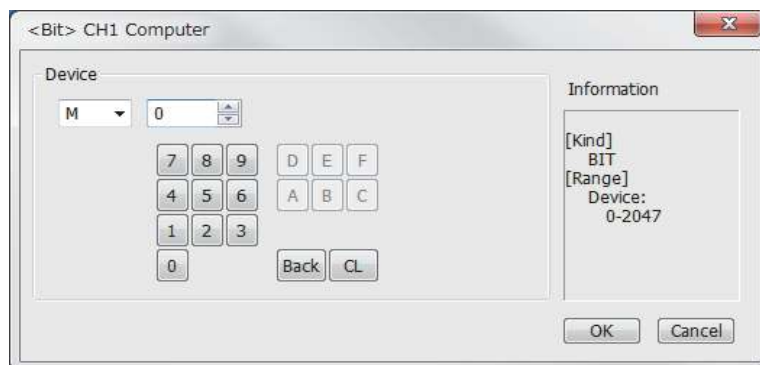 <Bit> CH1 Computer
Device
M 0
7 8 9 D E F
4 5 6 A B C
1 2 3
0 Back CL
Information
[Kind]
BIT
[Range]
Device:
0-2047
OK Cancel